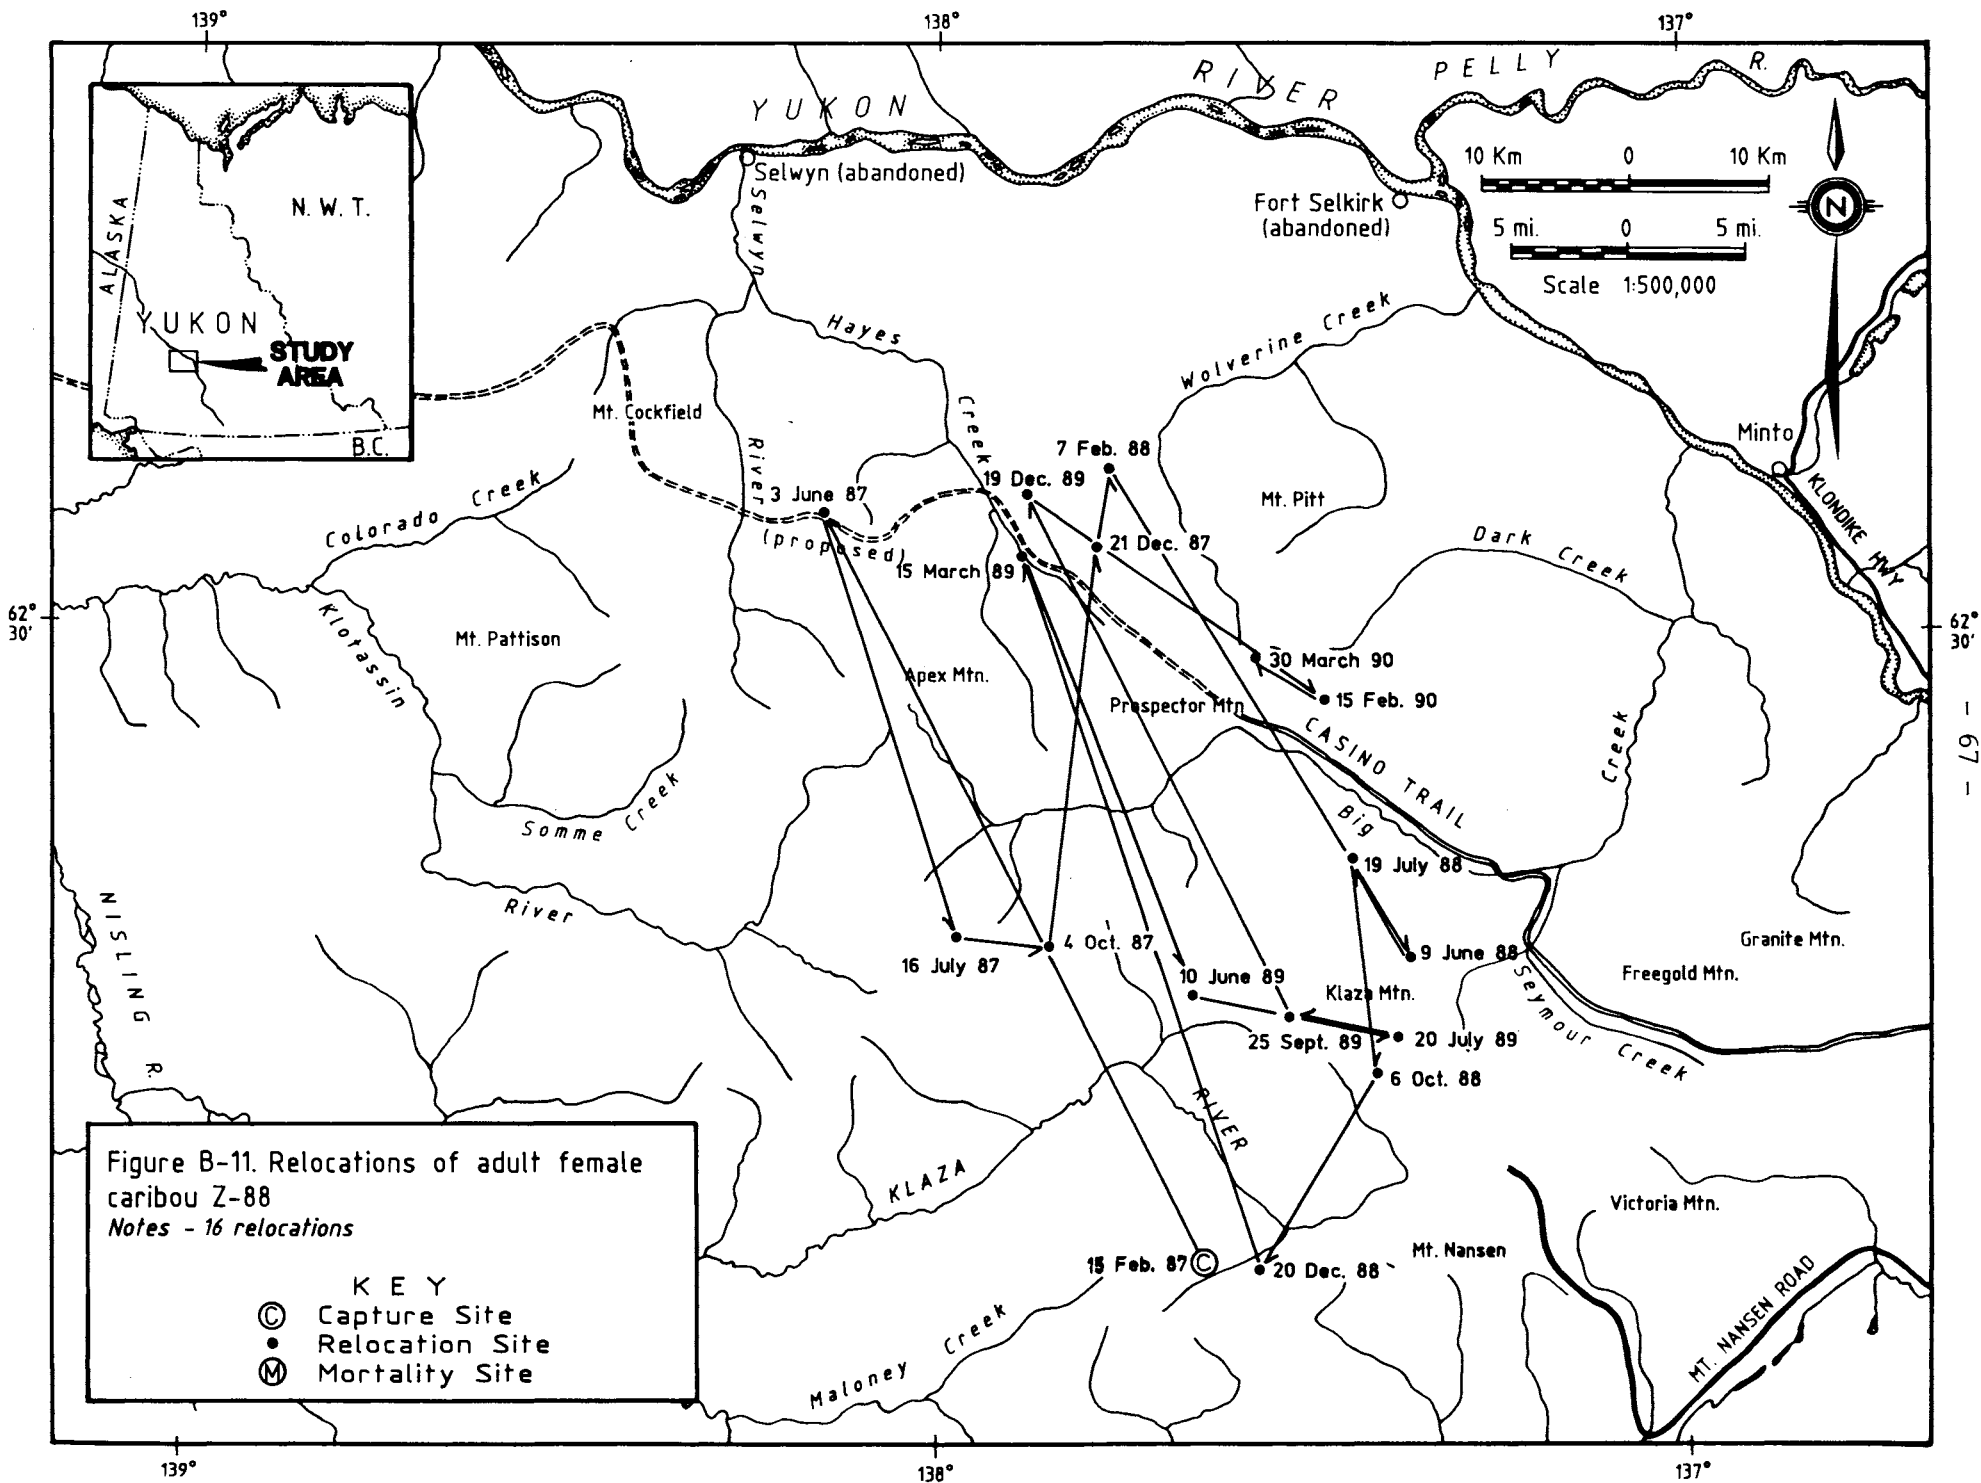 139°
138°
137°
YUKON
RIVER
PELLY
R.
Selwyn (abandoned)
Selwyn
Fort Selkirk
(abandoned)
10 Km 0 10 Km
5 mi. 0 5 mi.
Scale 1:500,000
N
N.W.T.
ALASKA
YUKON
STUDY
AREA
B.C.
Hayes
Creek
Wolverine Creek
Mt. Cockfield
River
Minto
KLONDIKE HWY
7 Feb. 88
19 Dec. 89
3 June 87
(proposed)
21 Dec. 87
15 March 89
Mt. Pitt
Dark Creek
Colorado Creek
62°
30'
62°
30'
Klotassin
Mt. Pattison
Apex Mtn.
30 March 90
15 Feb. 90
Prospector Mtn
CASINO TRAIL
Creek
Big
- 67 -
Somme Creek
River
19 July 88
NISLING R.
4 Oct. 87
16 July 87
9 June 88
10 June 89
Klaza Mtn.
Granite Mtn.
Freegold Mtn.
25 Sept. 89
20 July 89
Seymour Creek
6 Oct. 88
RIVER
KLAZA
Victoria Mtn.
15 Feb. 87
C
20 Dec. 88
Mt. Nansen
MT. NANSEN ROAD
Maloney Creek
Figure B-11. Relocations of adult female
caribou Z-88
Notes - 16 relocations
KEY
C Capture Site
Relocation Site
M Mortality Site
139°
138°
137°